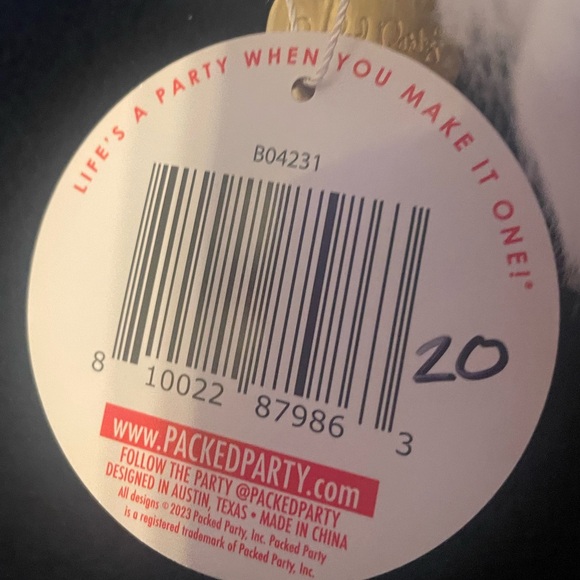 Party
LIFE'S A PARTY WHEN YOU MAKE IT ONE!®
B04231
8 10022 87986 3
20
www.PACKEDPARTY.com
FOLLOW THE PARTY @PACKEDPARTY
DESIGNED IN AUSTIN, TEXAS • MADE IN CHINA
All designs ©2023 Packed Party, Inc. Packed Party
is a registered trademark of Packed Party, Inc.